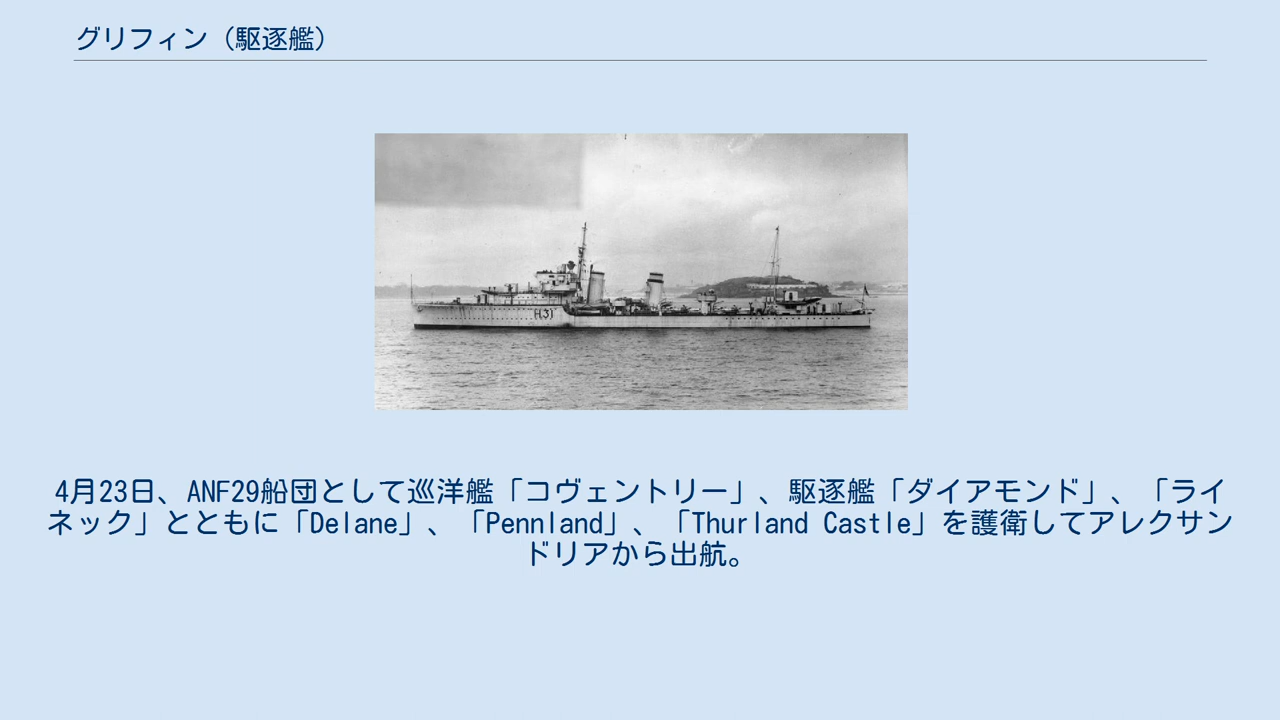 グリフィン（駆逐艦）
H31
4月23日、ANF29船団として巡洋艦「コヴェントリー」、駆逐艦「ダイアモンド」、「ライ
ネック」とともに「Delane」、「Pennland」、「Thurland Castle」を護衛してアレクサン
ドリアから出航。